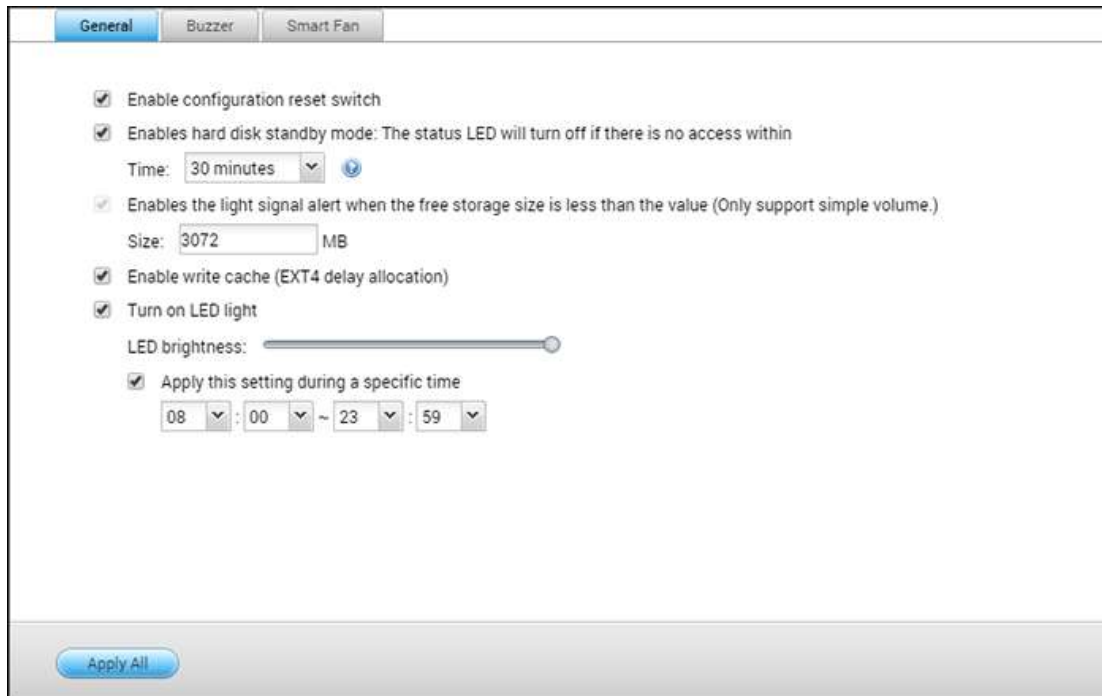 General Buzzer Smart Fan
Enable configuration reset switch
Enables hard disk standby mode: The status LED will turn off if there is no access within
Time: 30 minutes
Enables the light signal alert when the free storage size is less than the value (Only support simple volume.)
Size: 3072 MB
Enable write cache (EXT4 delay allocation)
Turn on LED light
LED brightness:
Apply this setting during a specific time
08 : 00 ~ 23 : 59
Apply All